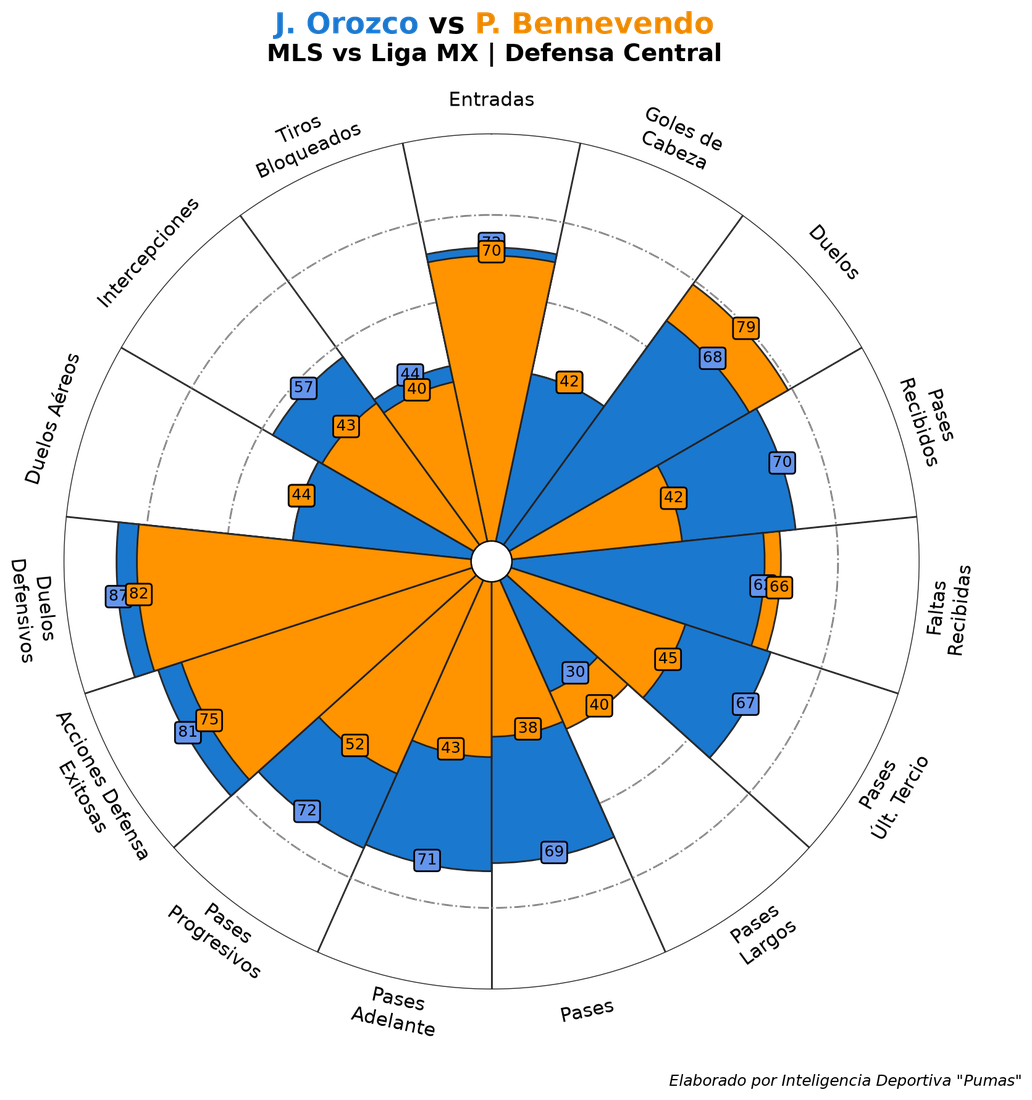 J. Orozco vs P. Bennevendo
MLS vs Liga MX | Defensa Central
Entradas
70
Goles de
Cabeza
42
Duelos
79
68
Pases
Recibidos
70
42
Faltas
Recibidas
66
Pases
Últ. Tercio
45
67
Pases
Largos
30
40
Pases
38
69
Pases
Adelante
43
71
Pases
Progresivos
52
72
Acciones Defensa
Exitosas
75
81
Duelos
Defensivos
87
82
Duelos Aéreos
44
Intercepciones
57
43
Tiros
Bloqueados
44
40
Elaborado por Inteligencia Deportiva "Pumas"